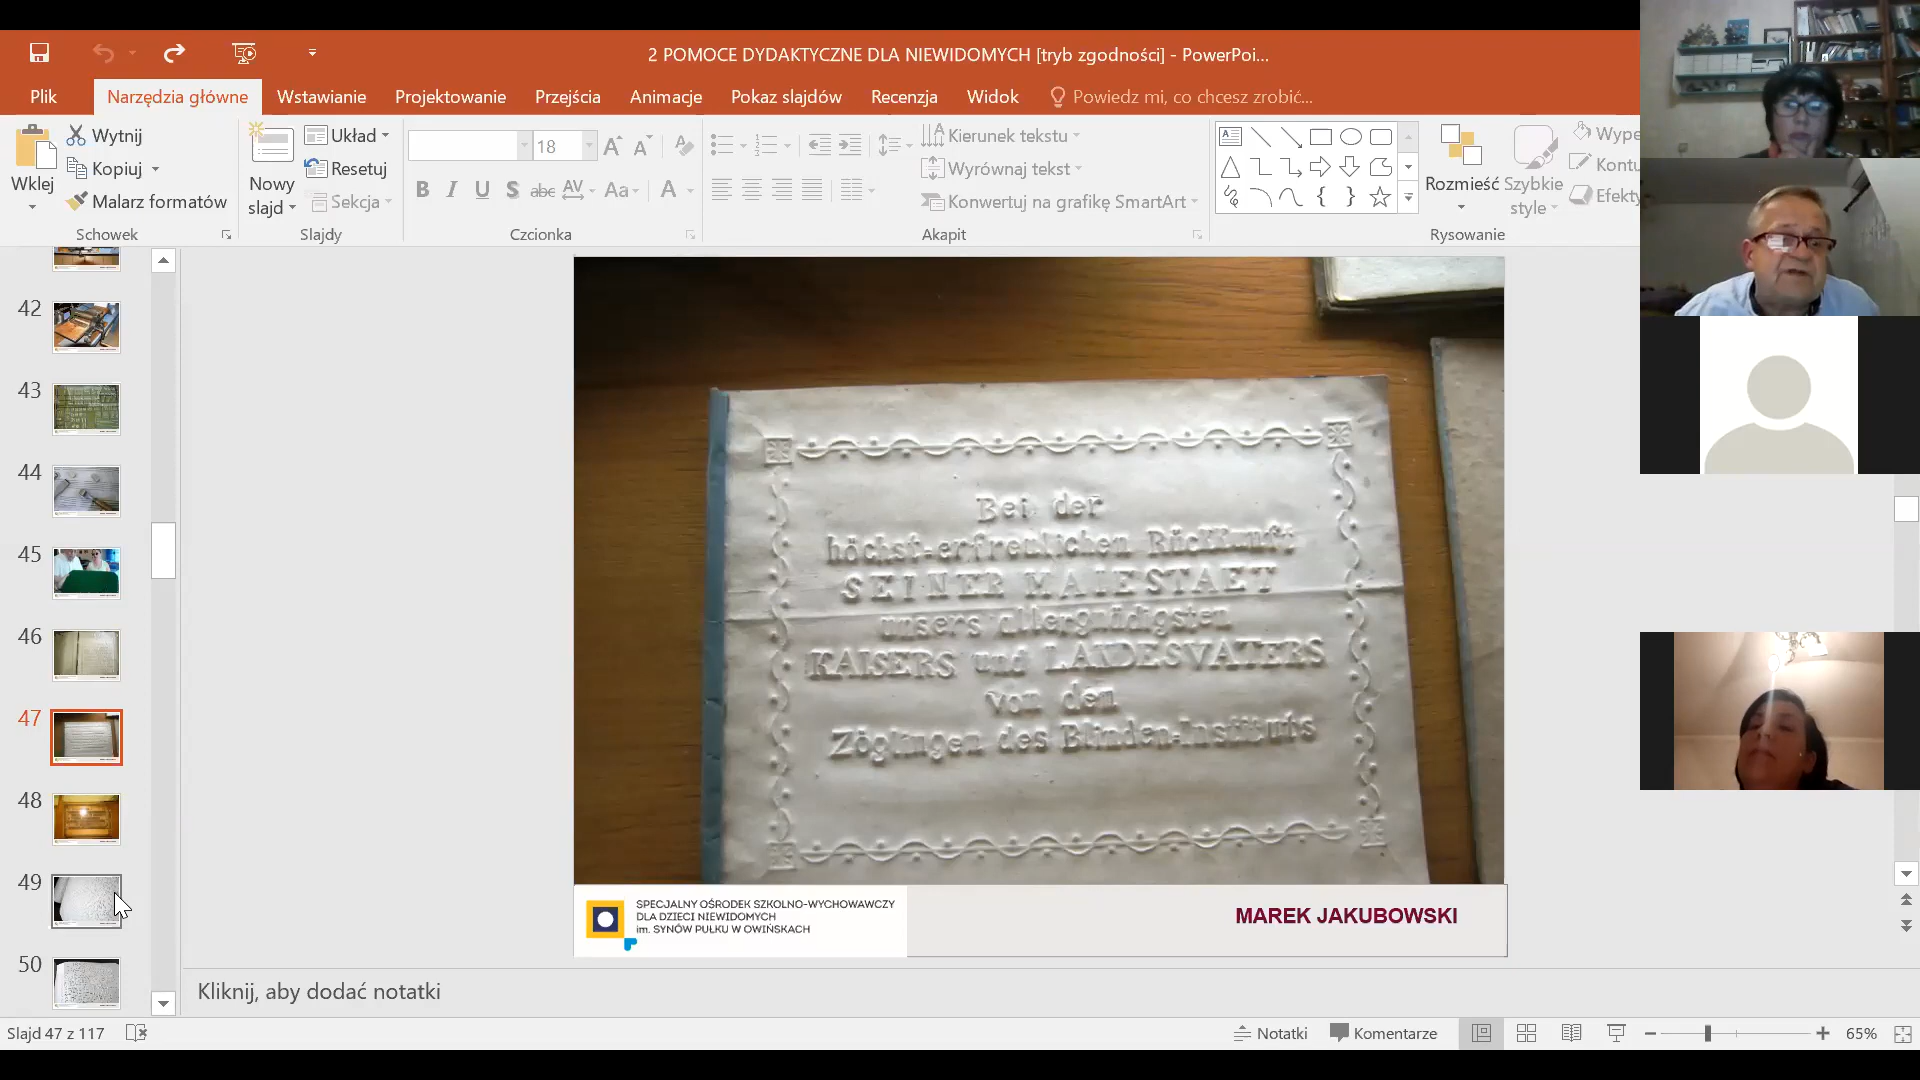 2 POMOCE DYDAKTYCZNE DLA NIEWIDOMYCH [tryb zgodności] - PowerPoi...
Plik
Narzędzia główne
Wstawianie
Projektowanie
Przejścia
Animacje
Pokaz slajdów
Recenzja
Widok
Powiedz mi, co chcesz zrobić...
Wklej
Wytnij
Kopiuj
Malarz formatów
Schowek
Nowy
slajd
Układ
Resetuj
Sekcja
Slajdy
18
Czcionka
Kierunek tekstu
Wyrównaj tekst
Konwertuj na grafikę SmartArt
Akapit
Rozmieść
Szybkie
style
Wype
Kontu
Efekty
Rysowanie
42
43
44
45
46
47
48
49
50
Bei der
höchst-erfreulichen Rückkunft
SEINER MAIESTAET
unsers allergnädigsten
KAISERS und LANDESVATERS
von den
Zöglingen des Blinden-Instituts
SPECJALNY OŚRODEK SZKOLNO-WYCHOWAWCZY
DLA DZIECI NIEWIDOMYCH
im. SYNÓW PUŁKU W OWIŃSKACH
MAREK JAKUBOWSKI
Kliknij, aby dodać notatki
Slajd 47 z 117
Notatki
Komentarze
65%